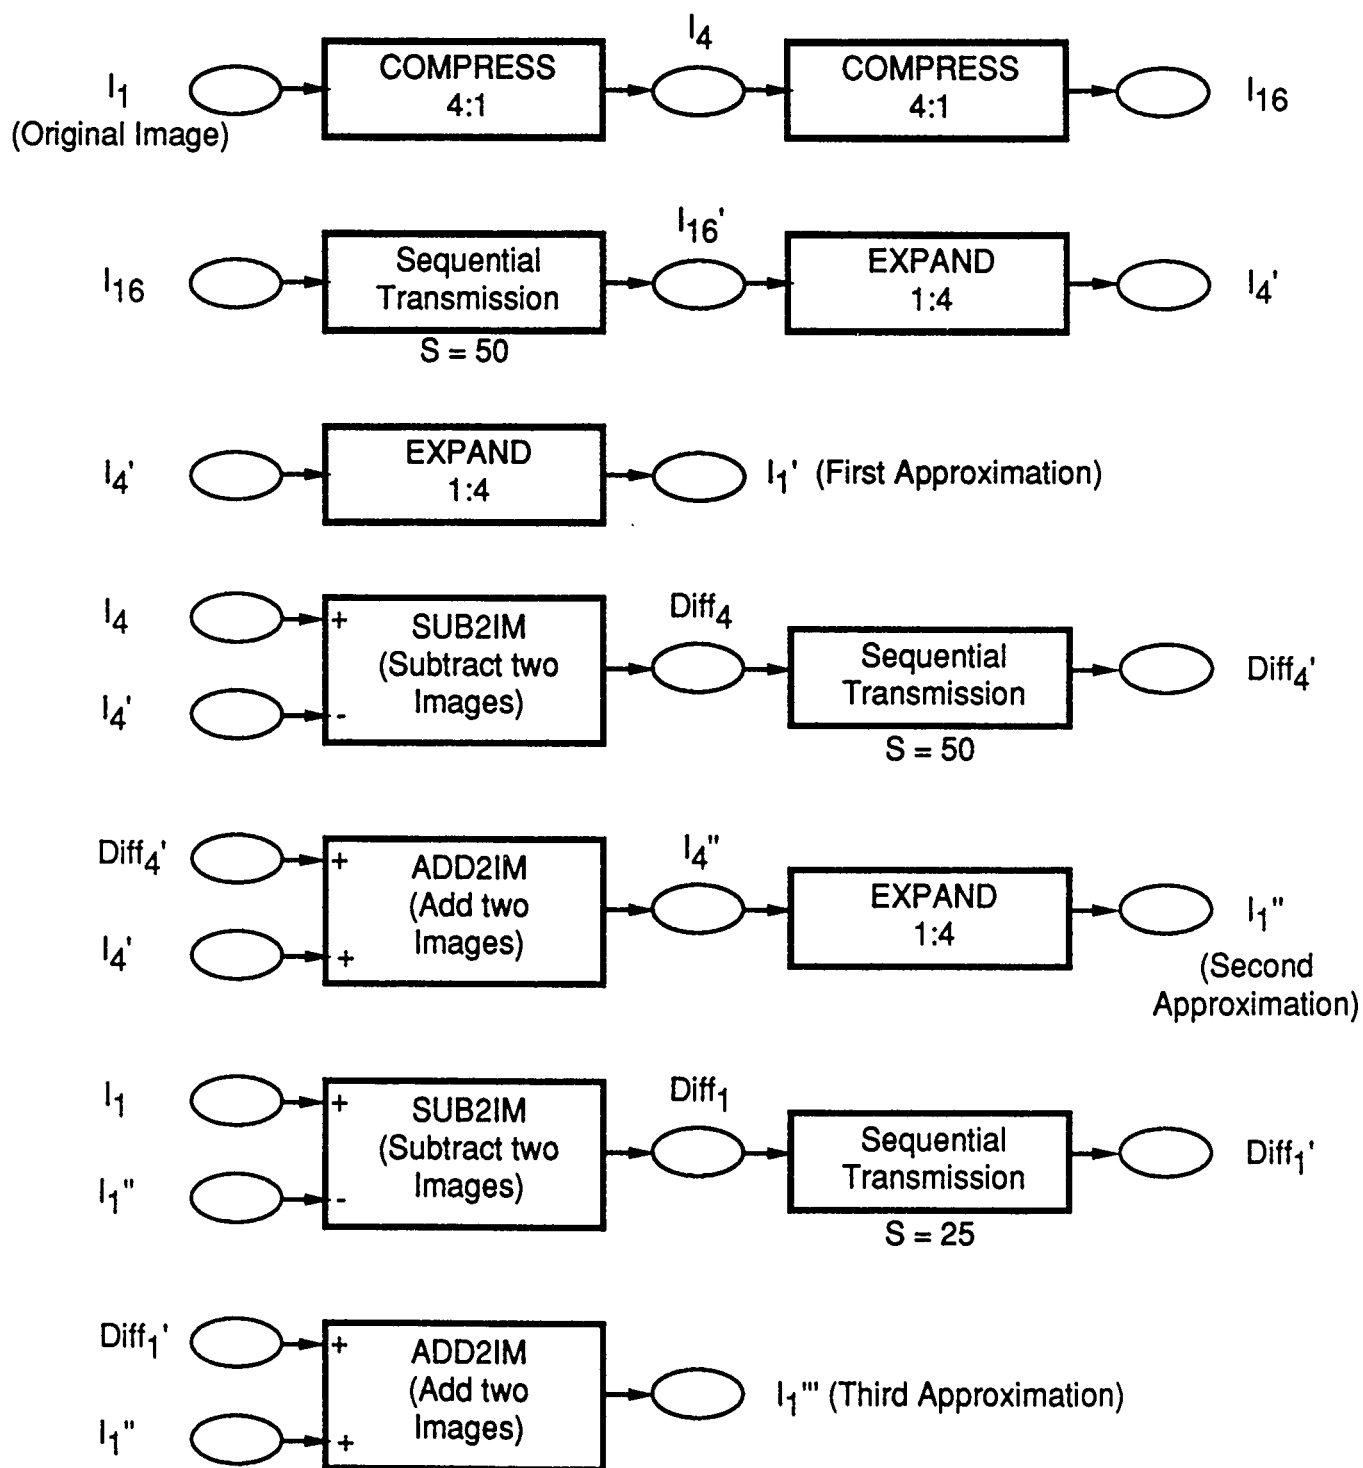 I₁
(Original Image)
COMPRESS
4:1
I₄
COMPRESS
4:1
I₁₆
I₁₆
Sequential
Transmission
S = 50
I₁₆'
EXPAND
1:4
I₄'
I₄'
EXPAND
1:4
I₁' (First Approximation)
I₄
+
I₄'
-
SUB2IM
(Subtract two
Images)
Diff₄
Sequential
Transmission
S = 50
Diff₄'
Diff₄'
+
I₄'
+
ADD2IM
(Add two
Images)
I₄"
EXPAND
1:4
I₁"
(Second
Approximation)
I₁
+
I₁"
-
SUB2IM
(Subtract two
Images)
Diff₁
Sequential
Transmission
S = 25
Diff₁'
Diff₁'
+
I₁"
+
ADD2IM
(Add two
Images)
I₁''' (Third Approximation)